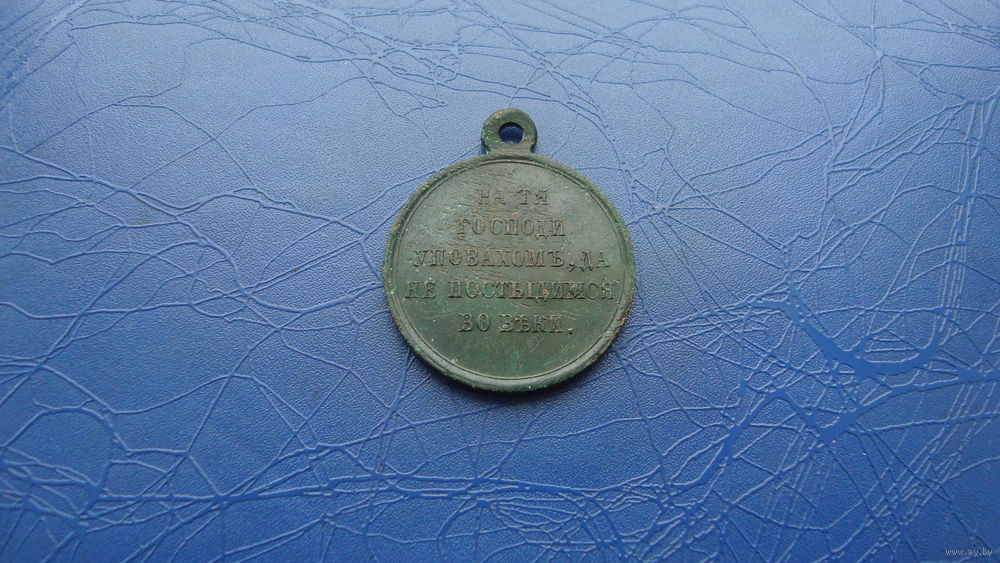 НА ТЯ
ГОСПОДИ
УПОВАХОМЪ, ДА
НЕ ПОСТЫДИМСЯ
ВО ВѢКИ.
www.ay.by